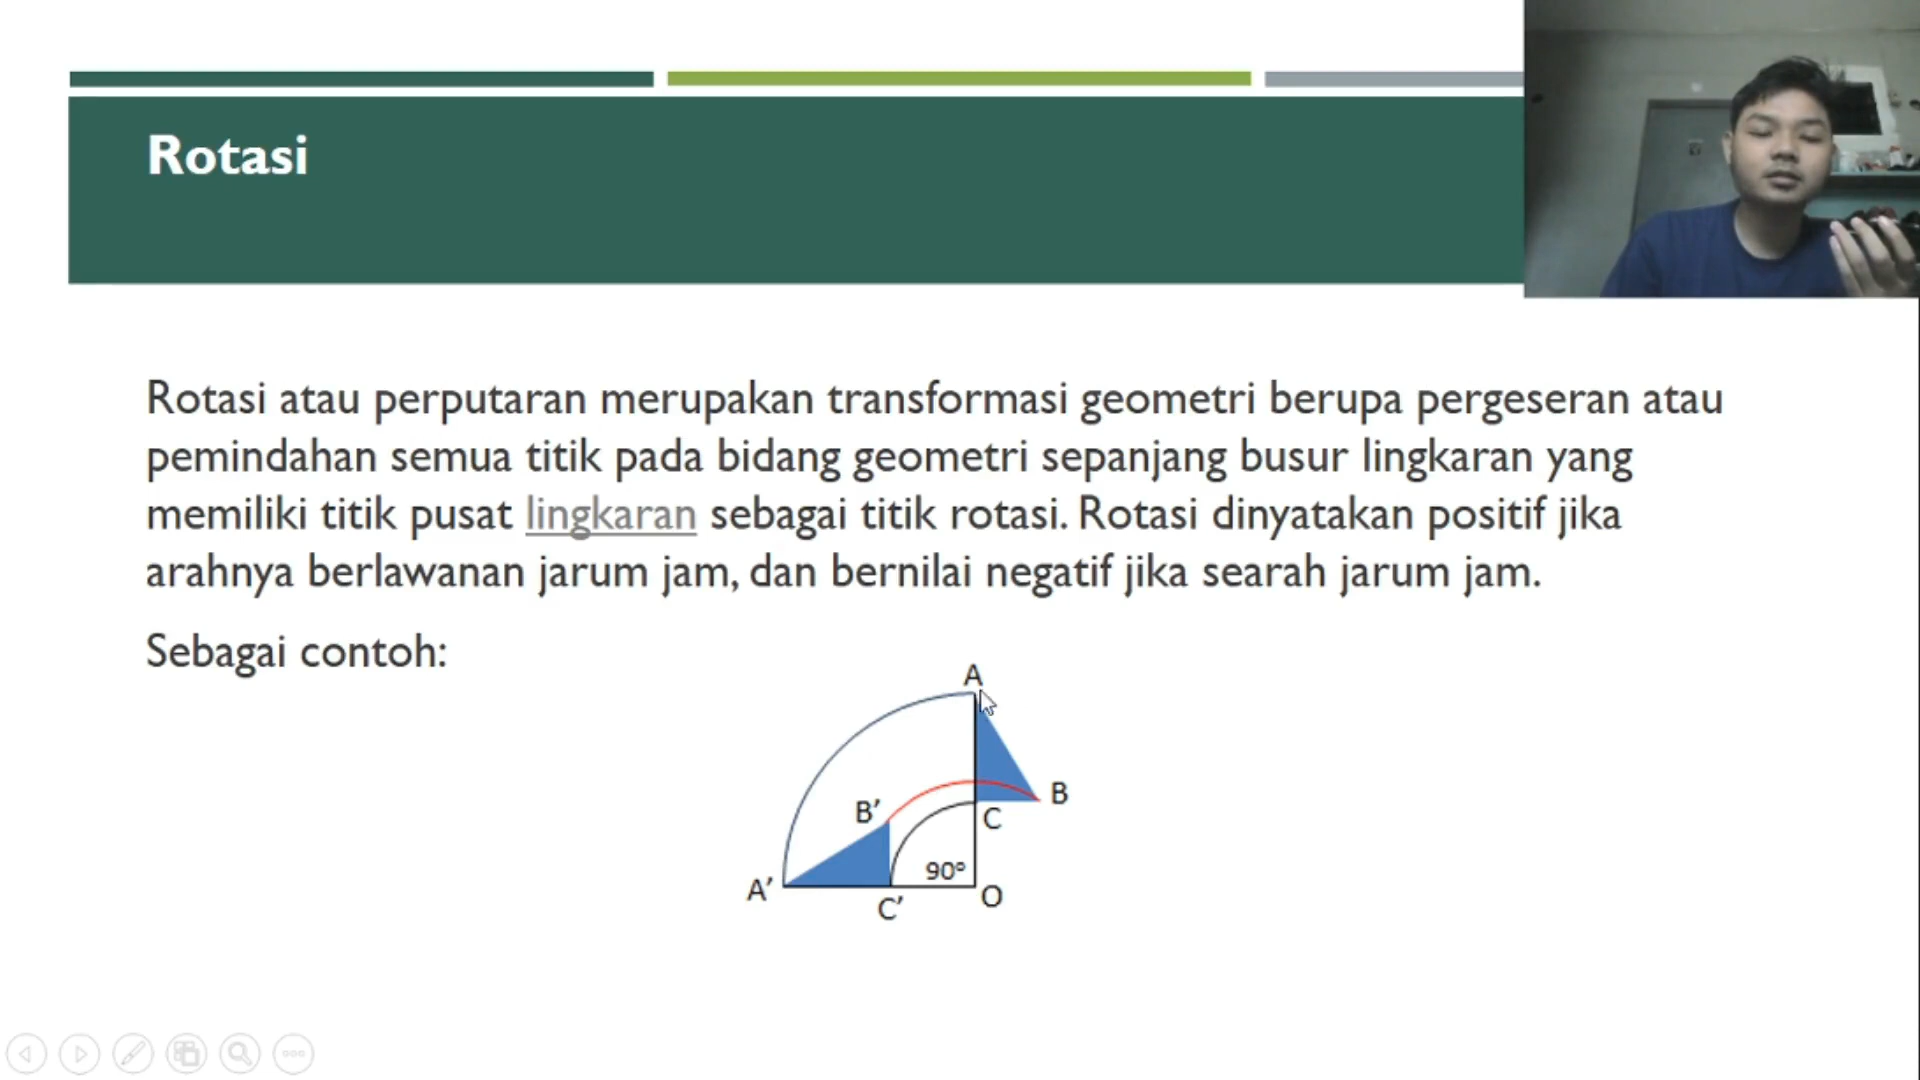 Rotasi
Rotasi atau perputaran merupakan transformasi geometri berupa pergeseran atau
pemindahan semua titik pada bidang geometri sepanjang busur lingkaran yang
memiliki titik pusat lingkaran sebagai titik rotasi. Rotasi dinyatakan positif jika
arahnya berlawanan jarum jam, dan bernilai negatif jika searah jarum jam.
Sebagai contoh:
A
B
B′
C
90°
A′
C′
O